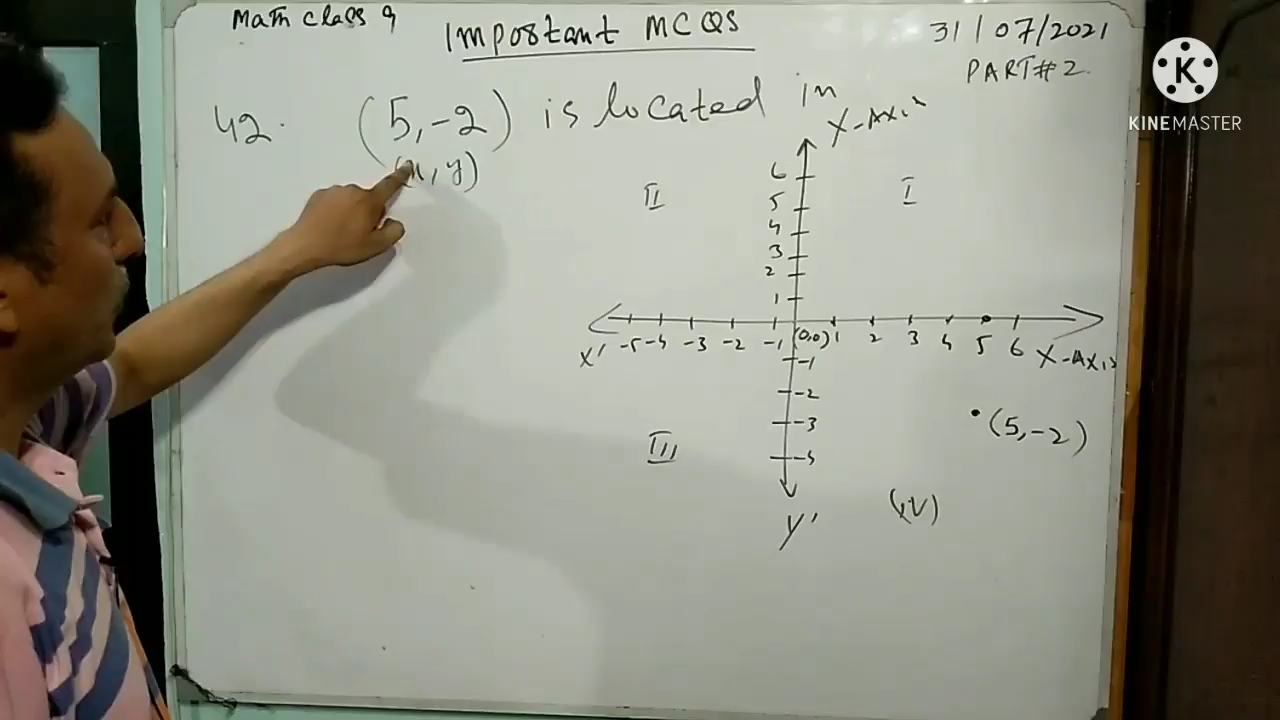 Math class 9
Important MCQS
31/07/2021
PART#2
42. (5,-2) is located in
(x,y)
Y-Axis
II
I
6
5
4
3
2
1
X' -5 -4 -3 -2 -1 (0,0) 1 2 3 4 5 6 X-Axis
-1
-2
-3
-4
(5,-2)
III
(IV)
Y'
K
KINEMASTER